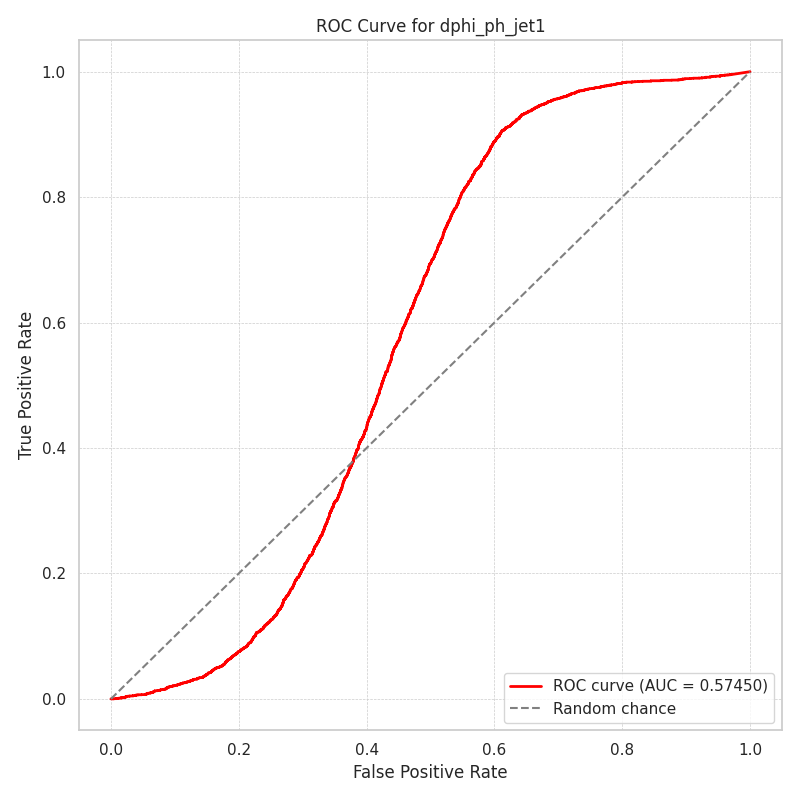 ROC Curve for dphi_ph_jet1
True Positive Rate
1.0
0.8
0.6
0.4
0.2
0.0
0.0 0.2 0.4 0.6 0.8 1.0
False Positive Rate
ROC curve (AUC = 0.57450)
Random chance